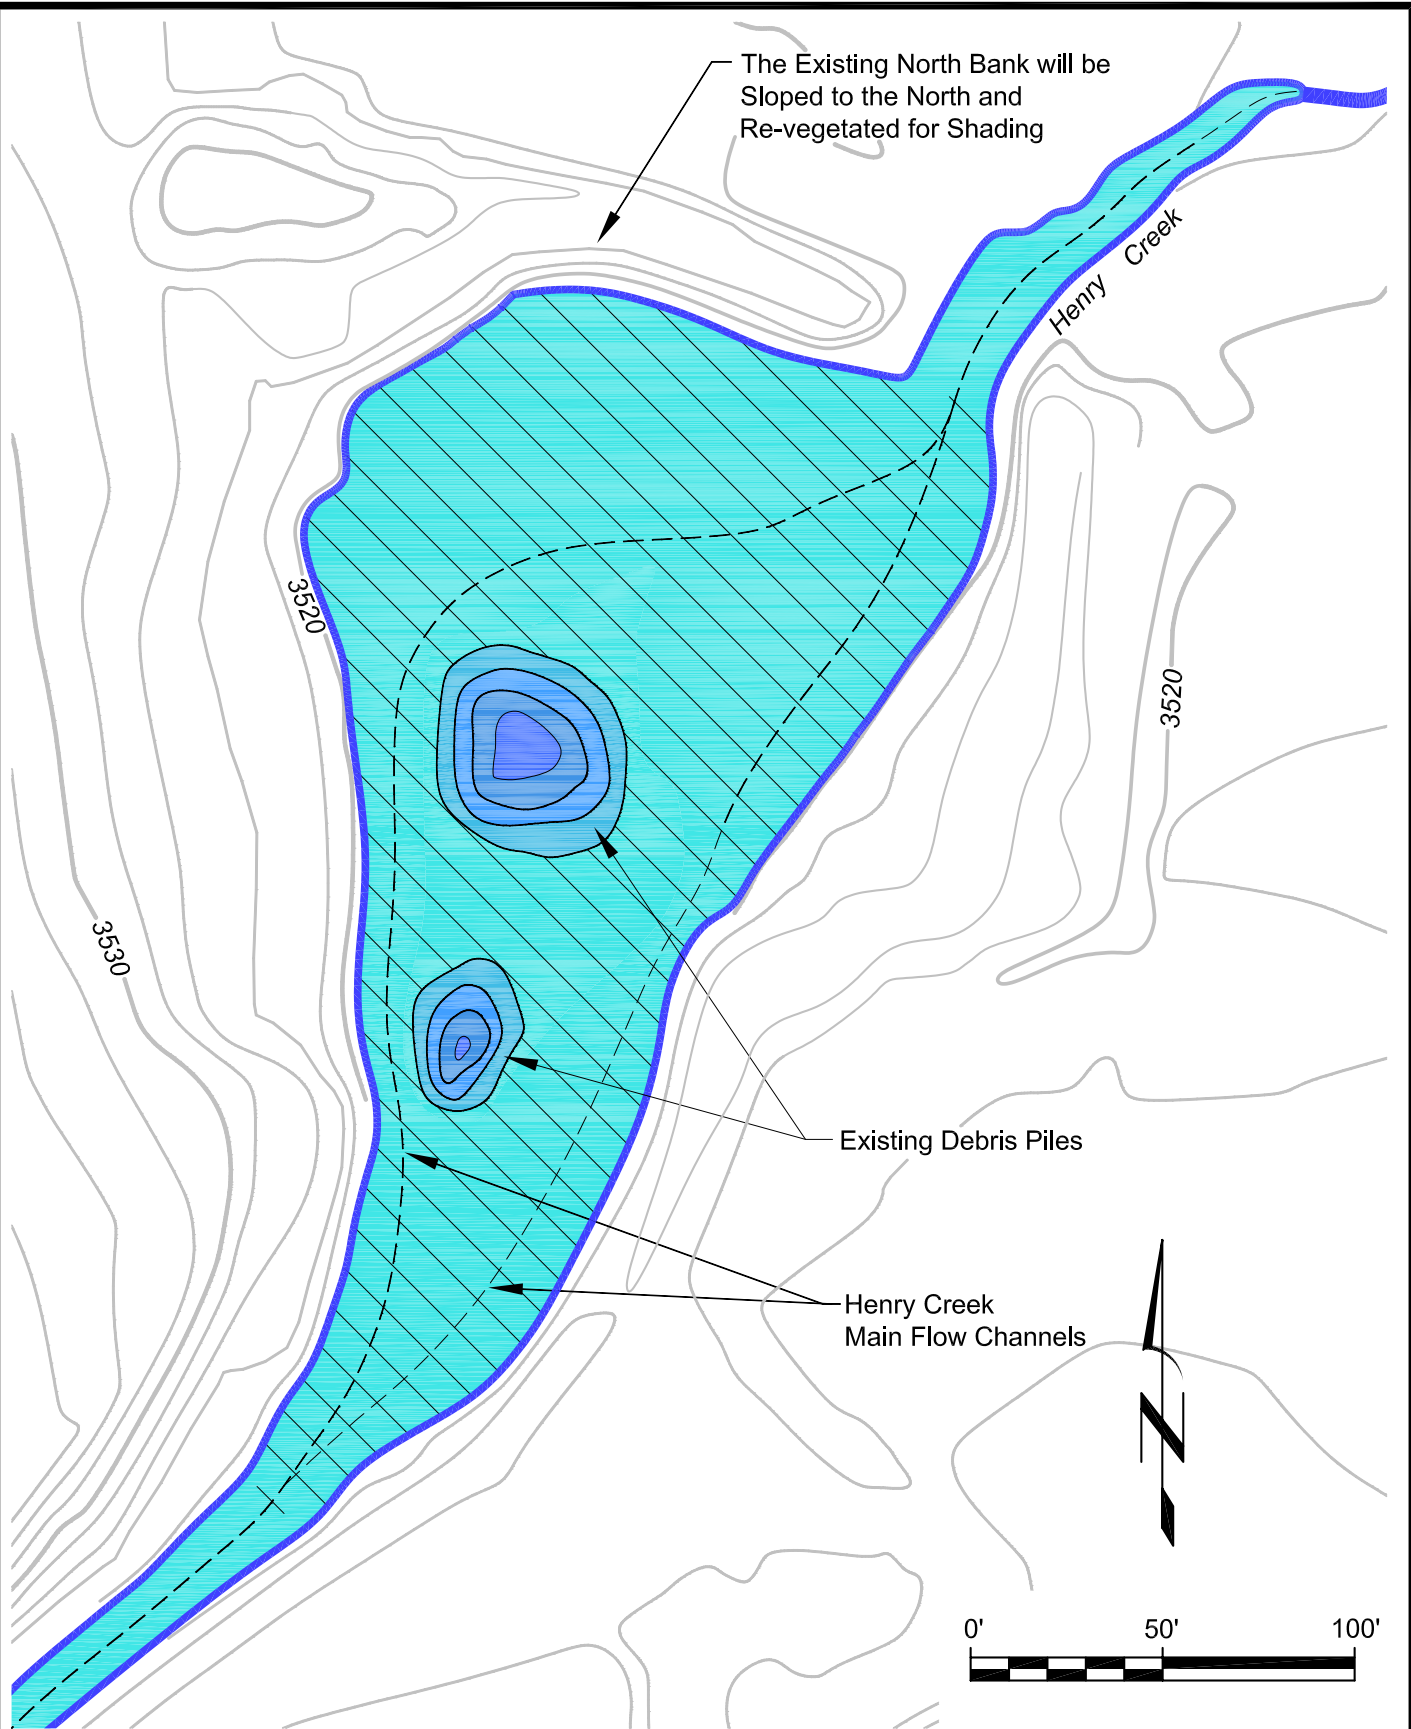 The Existing North Bank will be
Sloped to the North and
Re-vegetated for Shading
Henry Creek
3520
3520
3530
Existing Debris Piles
Henry Creek
Main Flow Channels
N
0' 50' 100'